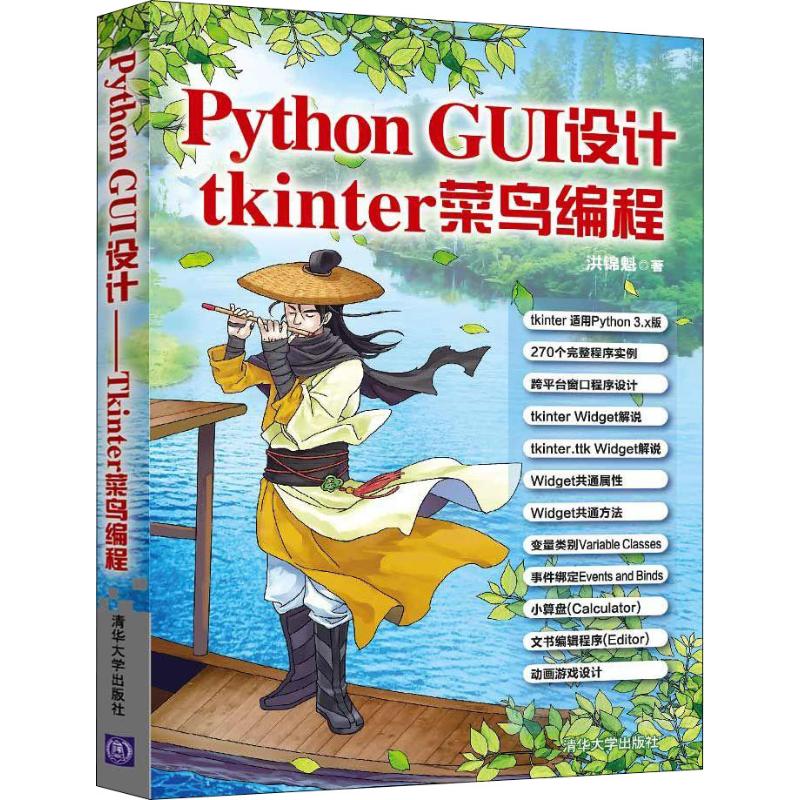 Python GUI设计
tkinter菜鸟编程
洪锦魁◎著
tkinter 适用Python 3.x版
270个完整程序实例
跨平台窗口程序设计
tkinter Widget解说
tkinter.ttk Widget解说
Widget共通属性
Widget共通方法
变量类别Variable Classes
事件绑定Events and Binds
小算盘(Calculator)
文书编辑程序(Editor)
动画游戏设计
清华大学出版社
Python GUI设计——Tkinter菜鸟编程
清华大学出版社